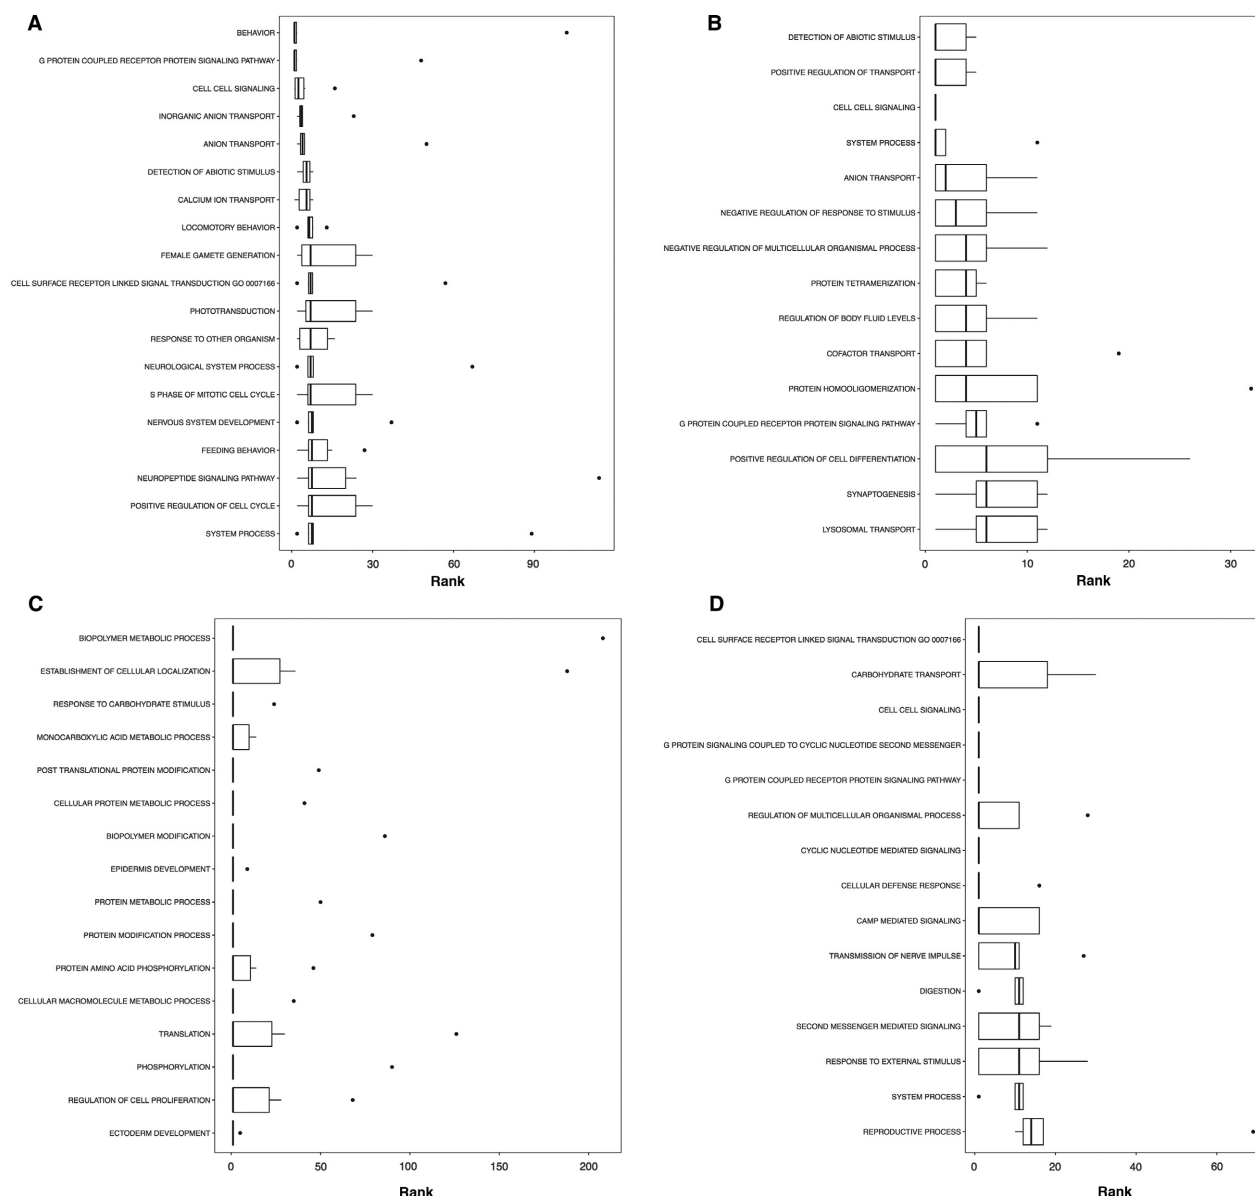 A
BEHAVIOR
G PROTEIN COUPLED RECEPTOR PROTEIN SIGNALING PATHWAY
CELL CELL SIGNALING
INORGANIC ANION TRANSPORT
ANION TRANSPORT
DETECTION OF ABIOTIC STIMULUS
CALCIUM ION TRANSPORT
LOCOMOTORY BEHAVIOR
FEMALE GAMETE GENERATION
CELL SURFACE RECEPTOR LINKED SIGNAL TRANSDUCTION GO 0007166
PHOTOTRANSDUCTION
RESPONSE TO OTHER ORGANISM
NEUROLOGICAL SYSTEM PROCESS
S PHASE OF MITOTIC CELL CYCLE
NERVOUS SYSTEM DEVELOPMENT
FEEDING BEHAVIOR
NEUROPEPTIDE SIGNALING PATHWAY
POSITIVE REGULATION OF CELL CYCLE
SYSTEM PROCESS
0 30 60 90
Rank
B
DETECTION OF ABIOTIC STIMULUS
POSITIVE REGULATION OF TRANSPORT
CELL CELL SIGNALING
SYSTEM PROCESS
ANION TRANSPORT
NEGATIVE REGULATION OF RESPONSE TO STIMULUS
NEGATIVE REGULATION OF MULTICELLULAR ORGANISMAL PROCESS
PROTEIN TETRAMERIZATION
REGULATION OF BODY FLUID LEVELS
COFACTOR TRANSPORT
PROTEIN HOMOOLIGOMERIZATION
G PROTEIN COUPLED RECEPTOR PROTEIN SIGNALING PATHWAY
POSITIVE REGULATION OF CELL DIFFERENTIATION
SYNAPTOGENESIS
LYSOSOMAL TRANSPORT
0 10 20 30
Rank
C
BIOPOLYMER METABOLIC PROCESS
ESTABLISHMENT OF CELLULAR LOCALIZATION
RESPONSE TO CARBOHYDRATE STIMULUS
MONOCARBOXYLIC ACID METABOLIC PROCESS
POST TRANSLATIONAL PROTEIN MODIFICATION
CELLULAR PROTEIN METABOLIC PROCESS
BIOPOLYMER MODIFICATION
EPIDERMIS DEVELOPMENT
PROTEIN METABOLIC PROCESS
PROTEIN MODIFICATION PROCESS
PROTEIN AMINO ACID PHOSPHORYLATION
CELLULAR MACROMOLECULE METABOLIC PROCESS
TRANSLATION
PHOSPHORYLATION
REGULATION OF CELL PROLIFERATION
ECTODERM DEVELOPMENT
0 50 100 150 200
Rank
D
CELL SURFACE RECEPTOR LINKED SIGNAL TRANSDUCTION GO 0007166
CARBOHYDRATE TRANSPORT
CELL CELL SIGNALING
G PROTEIN SIGNALING COUPLED TO CYCLIC NUCLEOTIDE SECOND MESSENGER
G PROTEIN COUPLED RECEPTOR PROTEIN SIGNALING PATHWAY
REGULATION OF MULTICELLULAR ORGANISMAL PROCESS
CYCLIC NUCLEOTIDE MEDIATED SIGNALING
CELLULAR DEFENSE RESPONSE
CAMP MEDIATED SIGNALING
TRANSMISSION OF NERVE IMPULSE
DIGESTION
SECOND MESSENGER MEDIATED SIGNALING
RESPONSE TO EXTERNAL STIMULUS
SYSTEM PROCESS
REPRODUCTIVE PROCESS
0 20 40 60
Rank